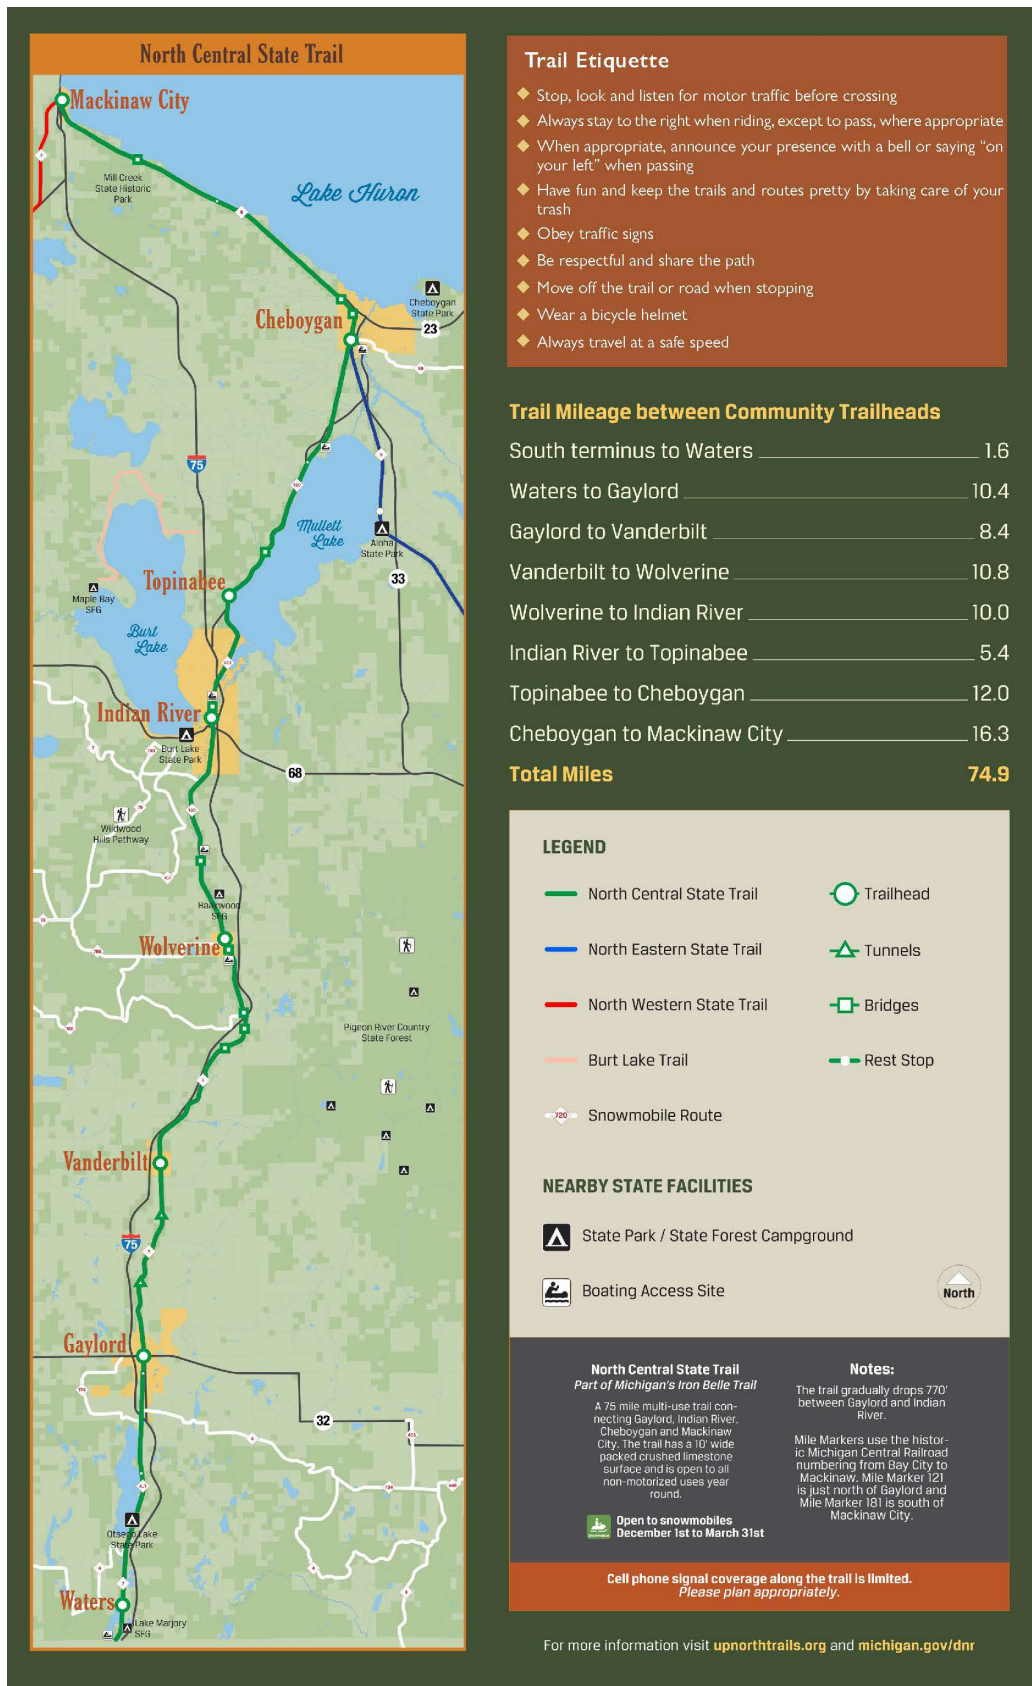 North Central State Trail
Mackinaw City
Mill Creek
State Historic
Park
Lake Huron
Cheboygan
State Park
Cheboygan
23
75
Mullett
Lake
Aloha
State Park
33
Topinabee
Maple Bay
SFG
Burt
Lake
Indian River
Burt Lake
State Park
68
Wildwood
Hills Pathway
Haakwood
SFG
Wolverine
Pigeon River Country
State Forest
Vanderbilt
75
Gaylord
32
Otsego Lake
State Park
Waters
Lake Marjory
SFG
Trail Etiquette
Stop, look and listen for motor traffic before crossing
Always stay to the right when riding, except to pass, where appropriate
When appropriate, announce your presence with a bell or saying “on
your left” when passing
Have fun and keep the trails and routes pretty by taking care of your
trash
Obey traffic signs
Be respectful and share the path
Move off the trail or road when stopping
Wear a bicycle helmet
Always travel at a safe speed
Trail Mileage between Community Trailheads
South terminus to Waters 1.6
Waters to Gaylord 10.4
Gaylord to Vanderbilt 8.4
Vanderbilt to Wolverine 10.8
Wolverine to Indian River 10.0
Indian River to Topinabee 5.4
Topinabee to Cheboygan 12.0
Cheboygan to Mackinaw City 16.3
Total Miles 74.9
LEGEND
North Central State Trail
Trailhead
North Eastern State Trail
Tunnels
North Western State Trail
Bridges
Burt Lake Trail
Rest Stop
720
Snowmobile Route
NEARBY STATE FACILITIES
State Park / State Forest Campground
Boating Access Site
North
North Central State Trail
Part of Michigan's Iron Belle Trail
A 75 mile multi-use trail con-
necting Gaylord, Indian River,
Cheboygan and Mackinaw
City. The trail has a 10' wide
packed crushed limestone
surface and is open to all
non-motorized uses year
round.
Open to snowmobiles
December 1st to March 31st
Notes:
The trail gradually drops 770'
between Gaylord and Indian
River.
Mile Markers use the histor-
ic Michigan Central Railroad
numbering from Bay City to
Mackinaw. Mile Marker 121
is just north of Gaylord and
Mile Marker 181 is south of
Mackinaw City.
Cell phone signal coverage along the trail is limited.
Please plan appropriately.
For more information visit upnorthtrails.org and michigan.gov/dnr